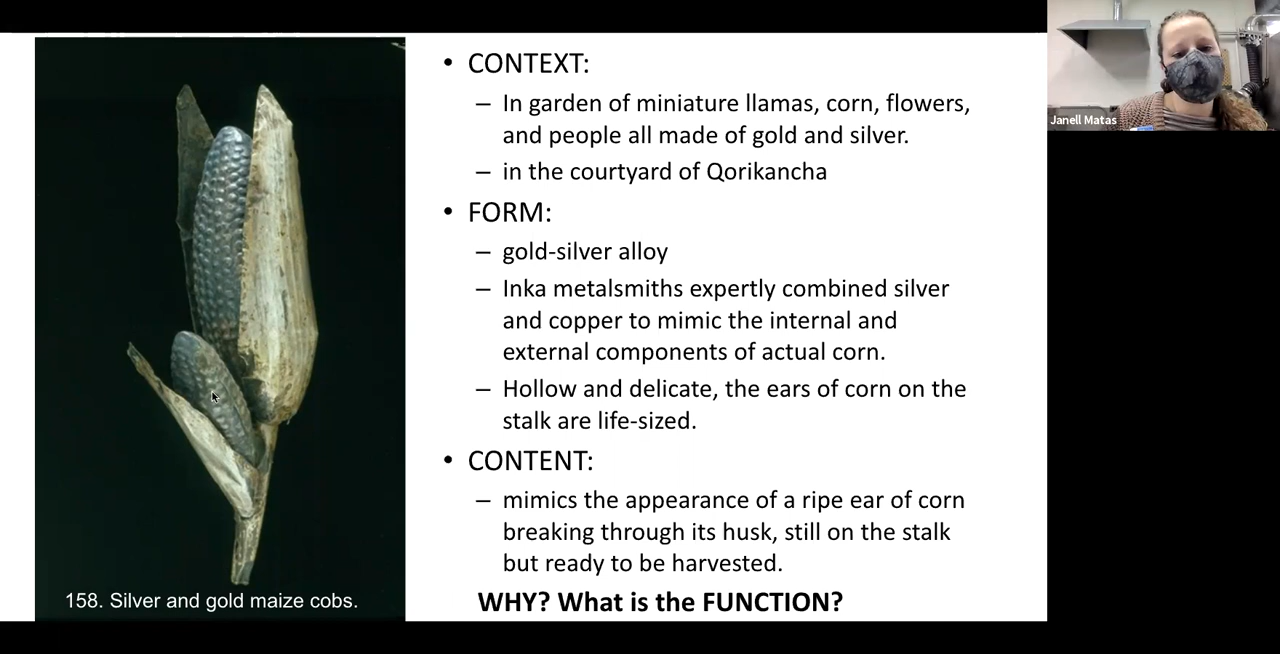 • CONTEXT:
– In garden of miniature llamas, corn, flowers,
and people all made of gold and silver.
– in the courtyard of Qorikancha
• FORM:
– gold-silver alloy
– Inka metalsmiths expertly combined silver
and copper to mimic the internal and
external components of actual corn.
– Hollow and delicate, the ears of corn on the
stalk are life-sized.
• CONTENT:
– mimics the appearance of a ripe ear of corn
breaking through its husk, still on the stalk
but ready to be harvested.
WHY? What is the FUNCTION?
158. Silver and gold maize cobs.
Janell Matas